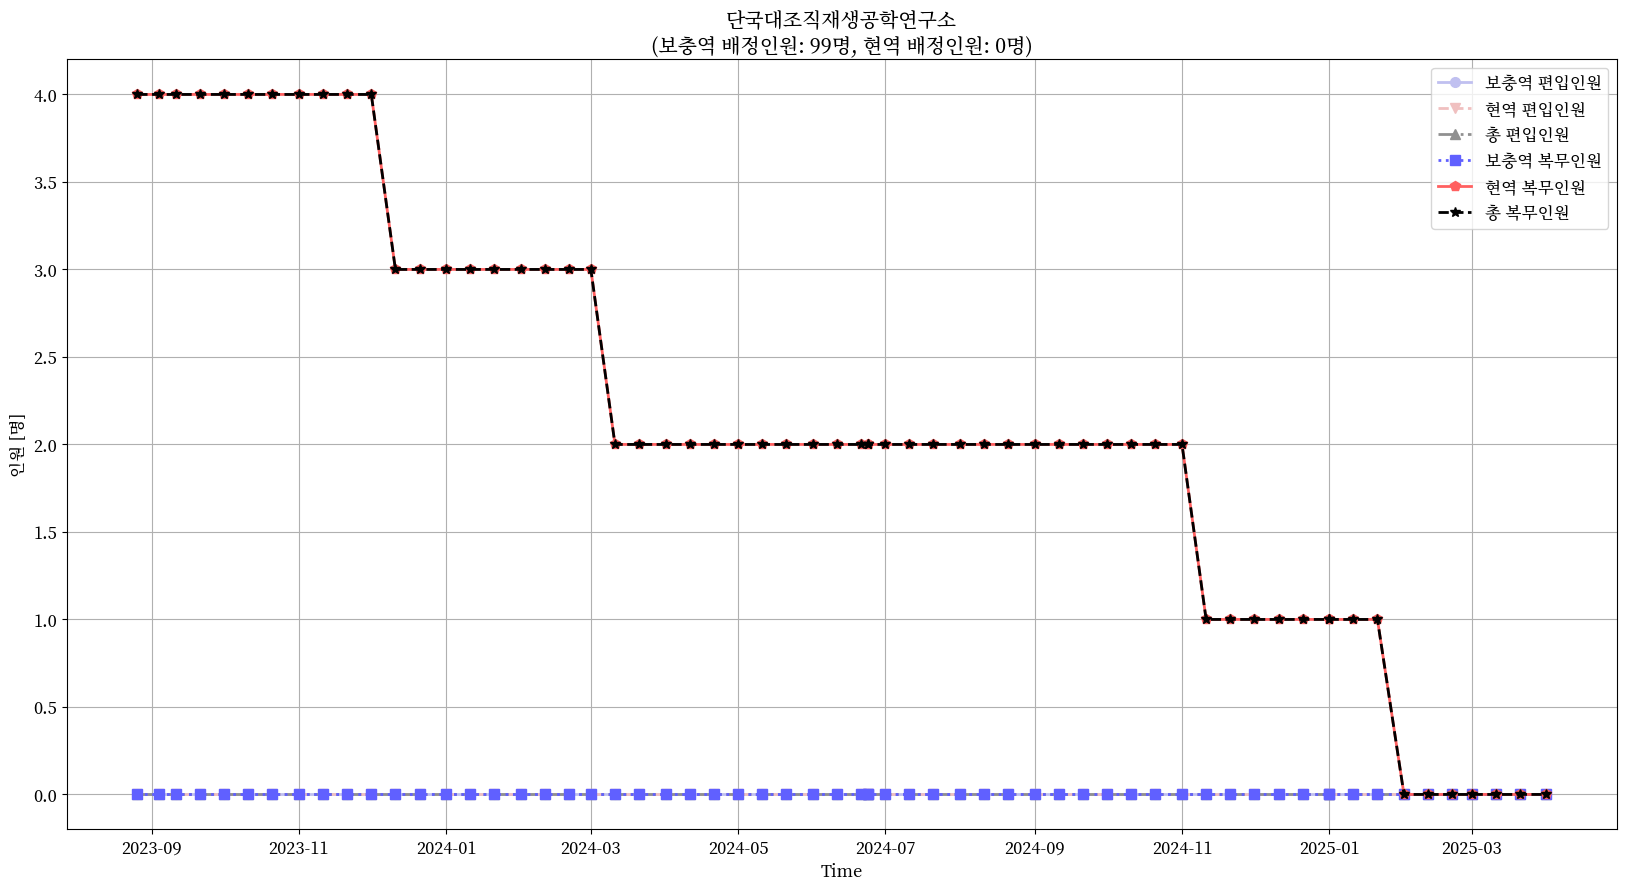 단국대조직재생공학연구소
(보충역 배정인원: 99명, 현역 배정인원: 0명)
보충역 편입인원
현역 편입인원
총 편입인원
보충역 복무인원
현역 복무인원
총 복무인원
인원 [명]
4.0
3.5
3.0
2.5
2.0
1.5
1.0
0.5
0.0
2023-09 2023-11 2024-01 2024-03 2024-05 2024-07 2024-09 2024-11 2025-01 2025-03
Time